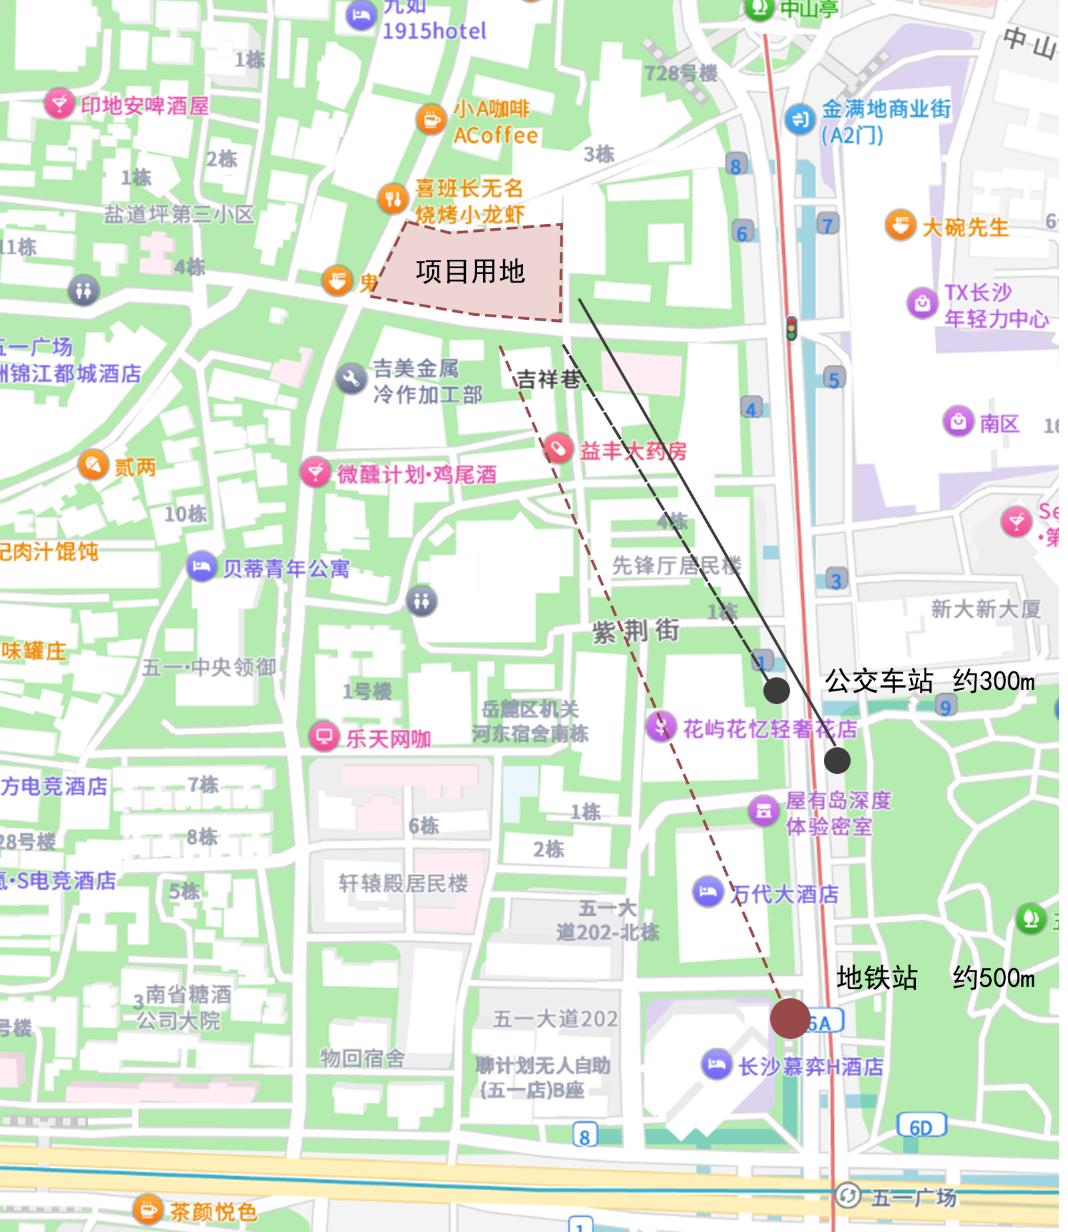 九如
1915hotel
中山亭
中山
1栋
728号楼
印地安啤酒屋
小A咖啡
ACoffee
金满地商业街
(A2门)
3栋
2栋
1栋
8
喜班长无名
烧烤小龙虾
盐道坪第三小区
6
7
大碗先生
11栋
4栋
项目用地
TX长沙
年轻力中心
五一广场
锦江都城酒店
吉美金属
冷作加工部
吉祥巷
5
4
南区
益丰大药房
贰两
微醺计划·鸡尾酒
10栋
4栋
记肉汁馄饨
贝蒂青年公寓
先锋厅居民楼
3
1栋
新大新大厦
味罐庄
紫荆街
五一·中央领御
1
公交车站 约300m
1号楼
岳麓区机关
河东宿舍南栋
9
乐天网咖
花屿花忆轻奢花店
方电竞酒店
7栋
屋有岛深度
体验密室
1栋
6栋
28号楼
8栋
2栋
·S电竞酒店
5栋
轩辕殿居民楼
万代大酒店
五一大
道202-北栋
地铁站 约500m
3
南省糖酒
公司大院
号楼
五一大道202
6A
物回宿舍
聊计划无人自助
(五一店)B座
长沙慕弈H酒店
8
6D
五一广场
茶颜悦色
1